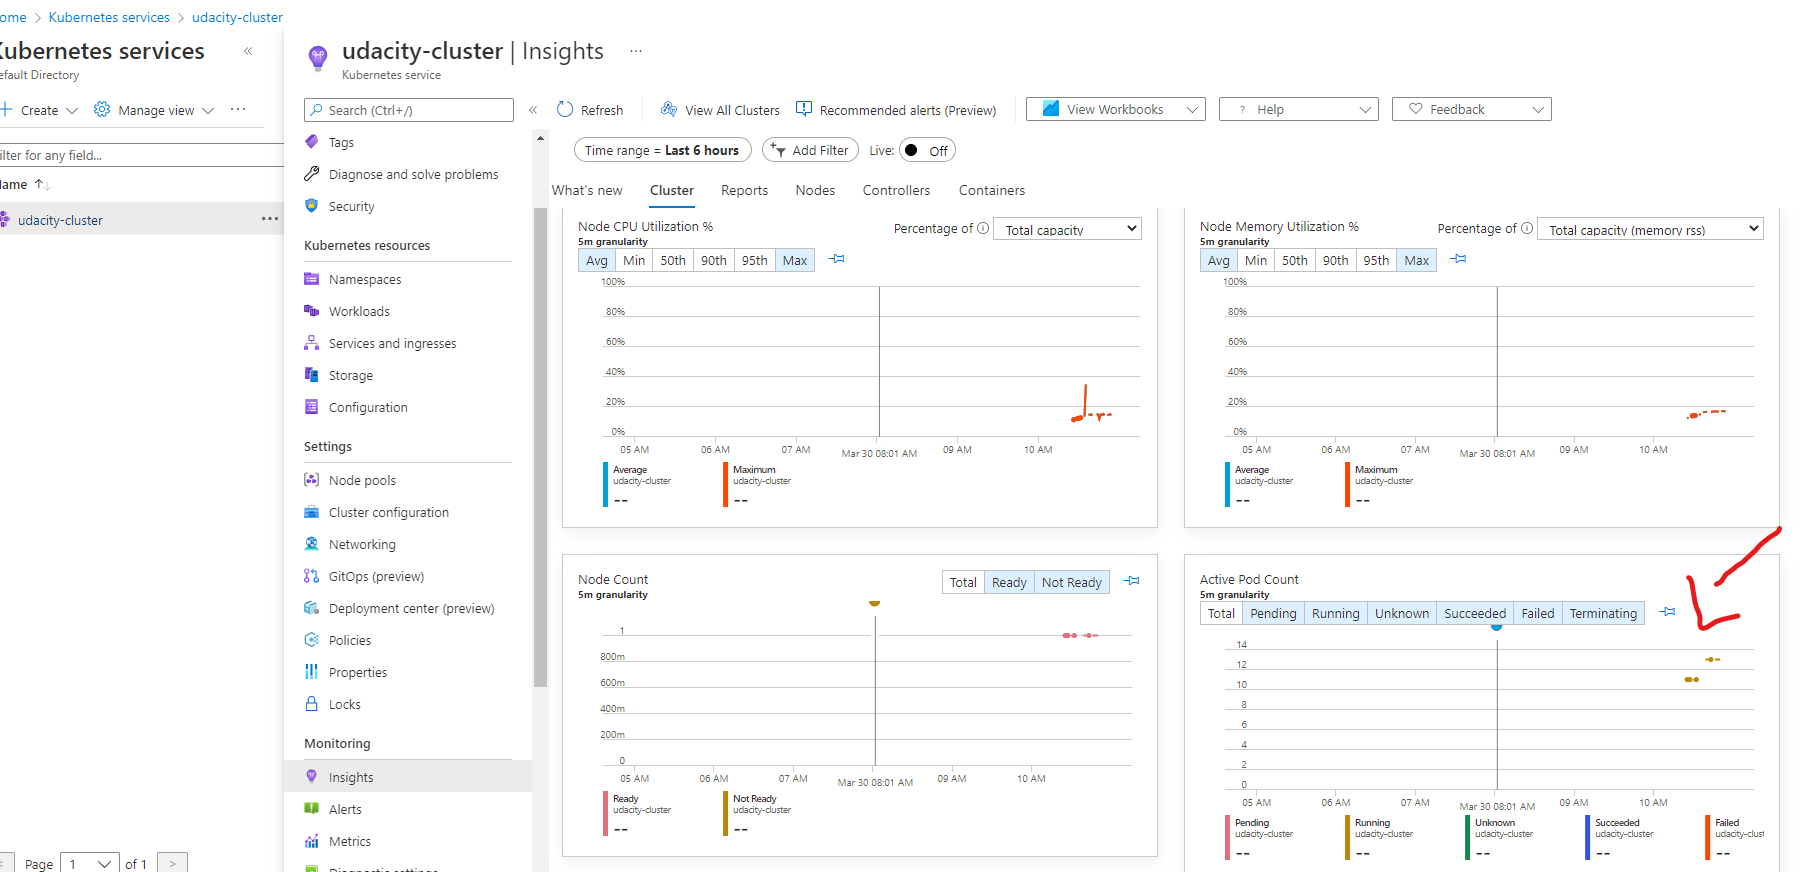 ome > Kubernetes services > udacity-cluster
Kubernetes services «
efault Directory
+ Create Manage view ···
ilter for any field...
ame ↑↓
udacity-cluster ···
Page 1 of 1 >
udacity-cluster | Insights ···
Kubernetes service
Search (Ctrl+/) «
Tags
Diagnose and solve problems
Security
Kubernetes resources
Namespaces
Workloads
Services and ingresses
Storage
Configuration
Settings
Node pools
Cluster configuration
Networking
GitOps (preview)
Deployment center (preview)
Policies
Properties
Locks
Monitoring
Insights
Alerts
Metrics
Diagnostic settings
Refresh View All Clusters Recommended alerts (Preview) View Workbooks ? Help Feedback
Time range = Last 6 hours Add Filter Live: Off
What's new Cluster Reports Nodes Controllers Containers
Node CPU Utilization % Percentage of Total capacity
5m granularity
Avg Min 50th 90th 95th Max
100%
80%
60%
40%
20%
0%
05 AM 06 AM 07 AM Mar 30 08:01 AM 09 AM 10 AM
Average Maximum
udacity-cluster udacity-cluster
-- --
Node Memory Utilization % Percentage of Total capacity (memory rss)
5m granularity
Avg Min 50th 90th 95th Max
100%
80%
60%
40%
20%
0%
05 AM 06 AM 07 AM Mar 30 08:01 AM 09 AM 10 AM
Average Maximum
udacity-cluster udacity-cluster
-- --
Node Count Total Ready Not Ready
5m granularity
1
800m
600m
400m
200m
0
05 AM 06 AM 07 AM Mar 30 08:01 AM 09 AM 10 AM
Ready Not Ready
udacity-cluster udacity-cluster
-- --
Active Pod Count
5m granularity
Total Pending Running Unknown Succeeded Failed Terminating
14
12
10
8
6
4
2
0
05 AM 06 AM 07 AM Mar 30 08:01 AM 09 AM 10 AM
Pending Running Unknown Succeeded Failed
udacity-cluster udacity-cluster udacity-cluster udacity-cluster udacity-clust
-- -- -- -- --